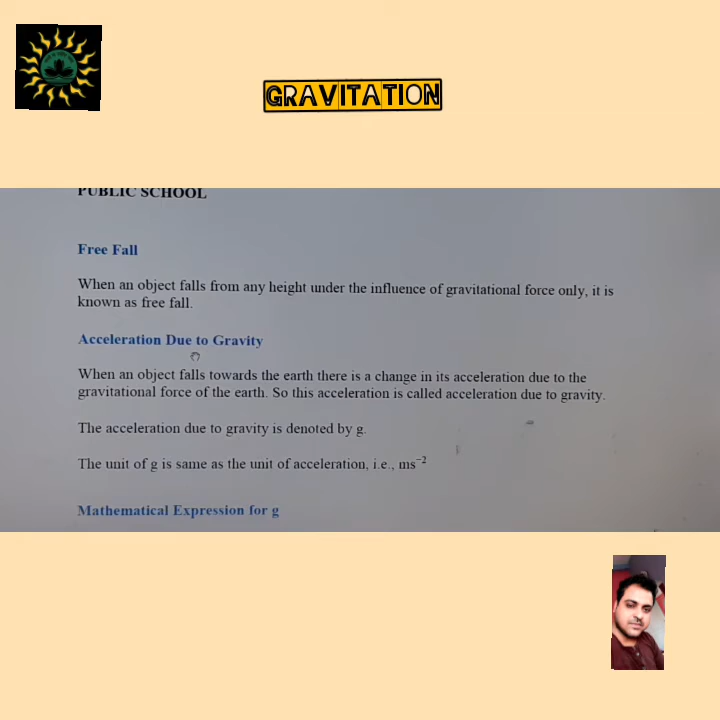 GRAVITATION
PUBLIC SCHOOL
Free Fall
When an object falls from any height under the influence of gravitational force only, it is
known as free fall.
Acceleration Due to Gravity
When an object falls towards the earth there is a change in its acceleration due to the
gravitational force of the earth. So this acceleration is called acceleration due to gravity.
The acceleration due to gravity is denoted by g.
The unit of g is same as the unit of acceleration, i.e., ms⁻²
Mathematical Expression for g